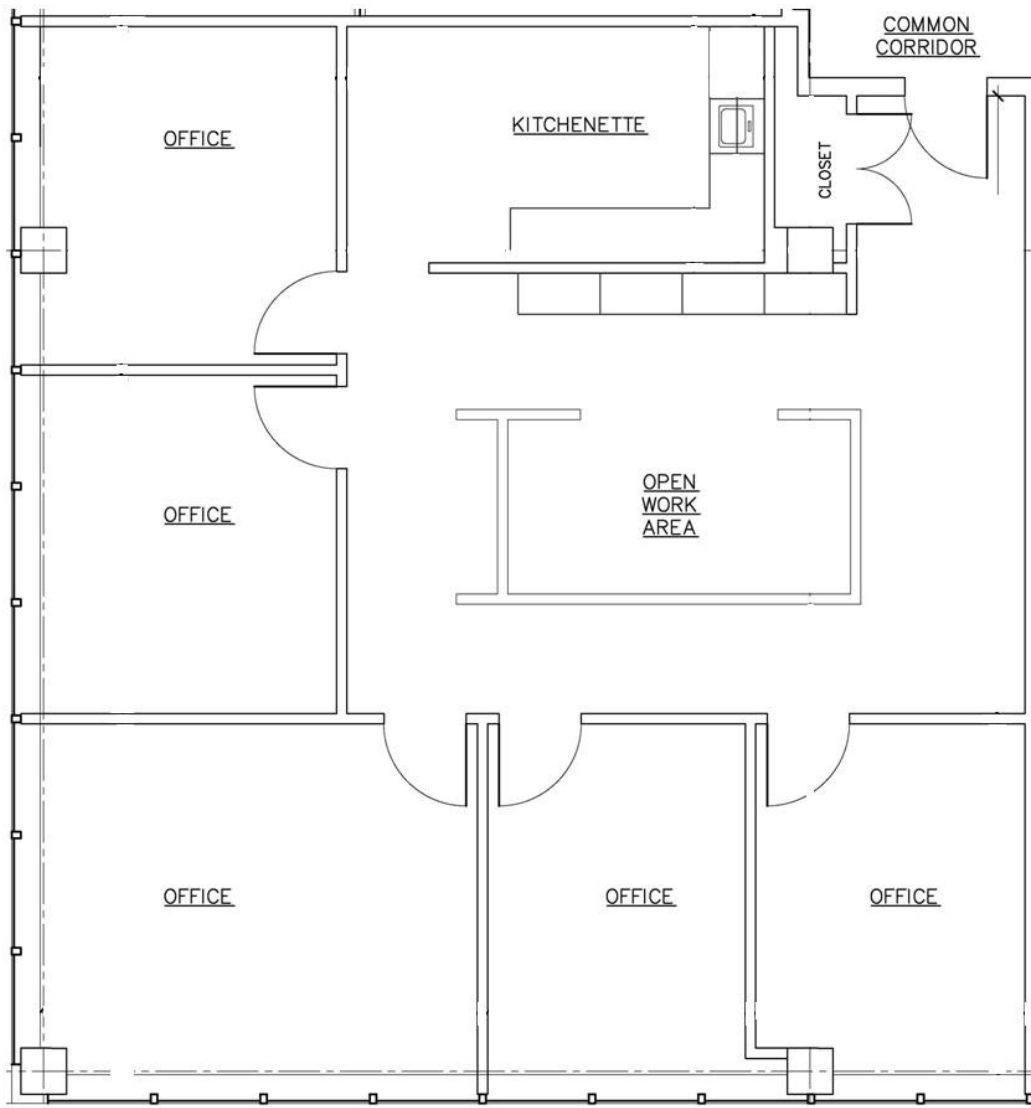 COMMON
CORRIDOR
OFFICE
KITCHENETTE
CLOSET
OFFICE
OPEN
WORK
AREA
OFFICE
OFFICE
OFFICE